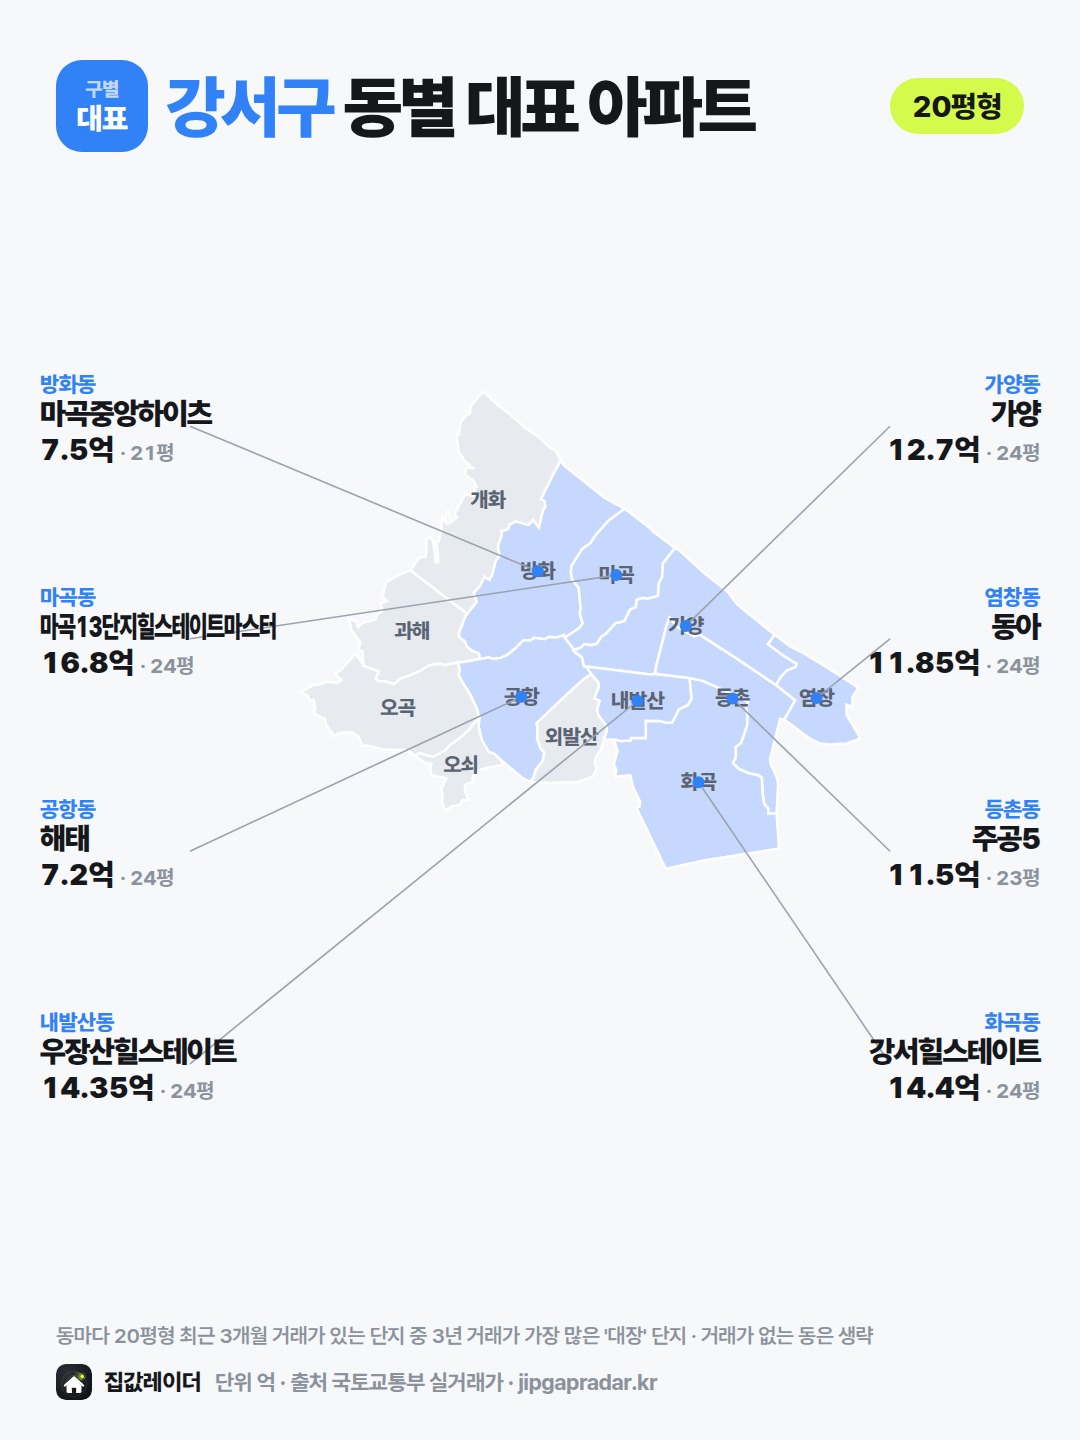 구별
대표
강서구 동별 대표 아파트
20평형
방화동
마곡중앙하이츠
7.5억 · 21평
마곡동
마곡13단지힐스테이트마스터
16.8억 · 24평
공항동
해태
7.2억 · 24평
내발산동
우장산힐스테이트
14.35억 · 24평
개화
방화
마곡
과해
가양
오곡
공항
내발산
등촌
염창
외발산
오쇠
화곡
가양동
가양
12.7억 · 24평
염창동
동아
11.85억 · 24평
등촌동
주공5
11.5억 · 23평
화곡동
강서힐스테이트
14.4억 · 24평
동마다 20평형 최근 3개월 거래가 있는 단지 중 3년 거래가 가장 많은 '대장' 단지 · 거래가 없는 동은 생략
집값레이더 단위 억 · 출처 국토교통부 실거래가 · jipgapradar.kr